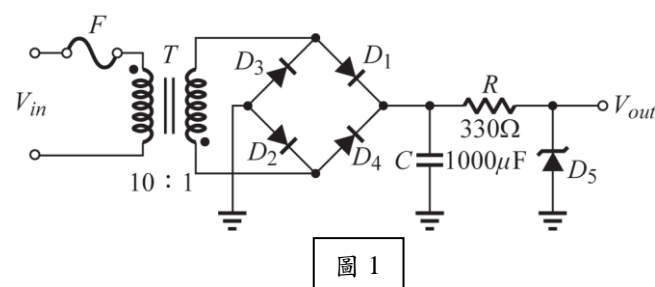 F
T
D3
D1
R
Vin
Vout
330Ω
D2
D4
C
1000μF
D5
10 : 1
圖 1